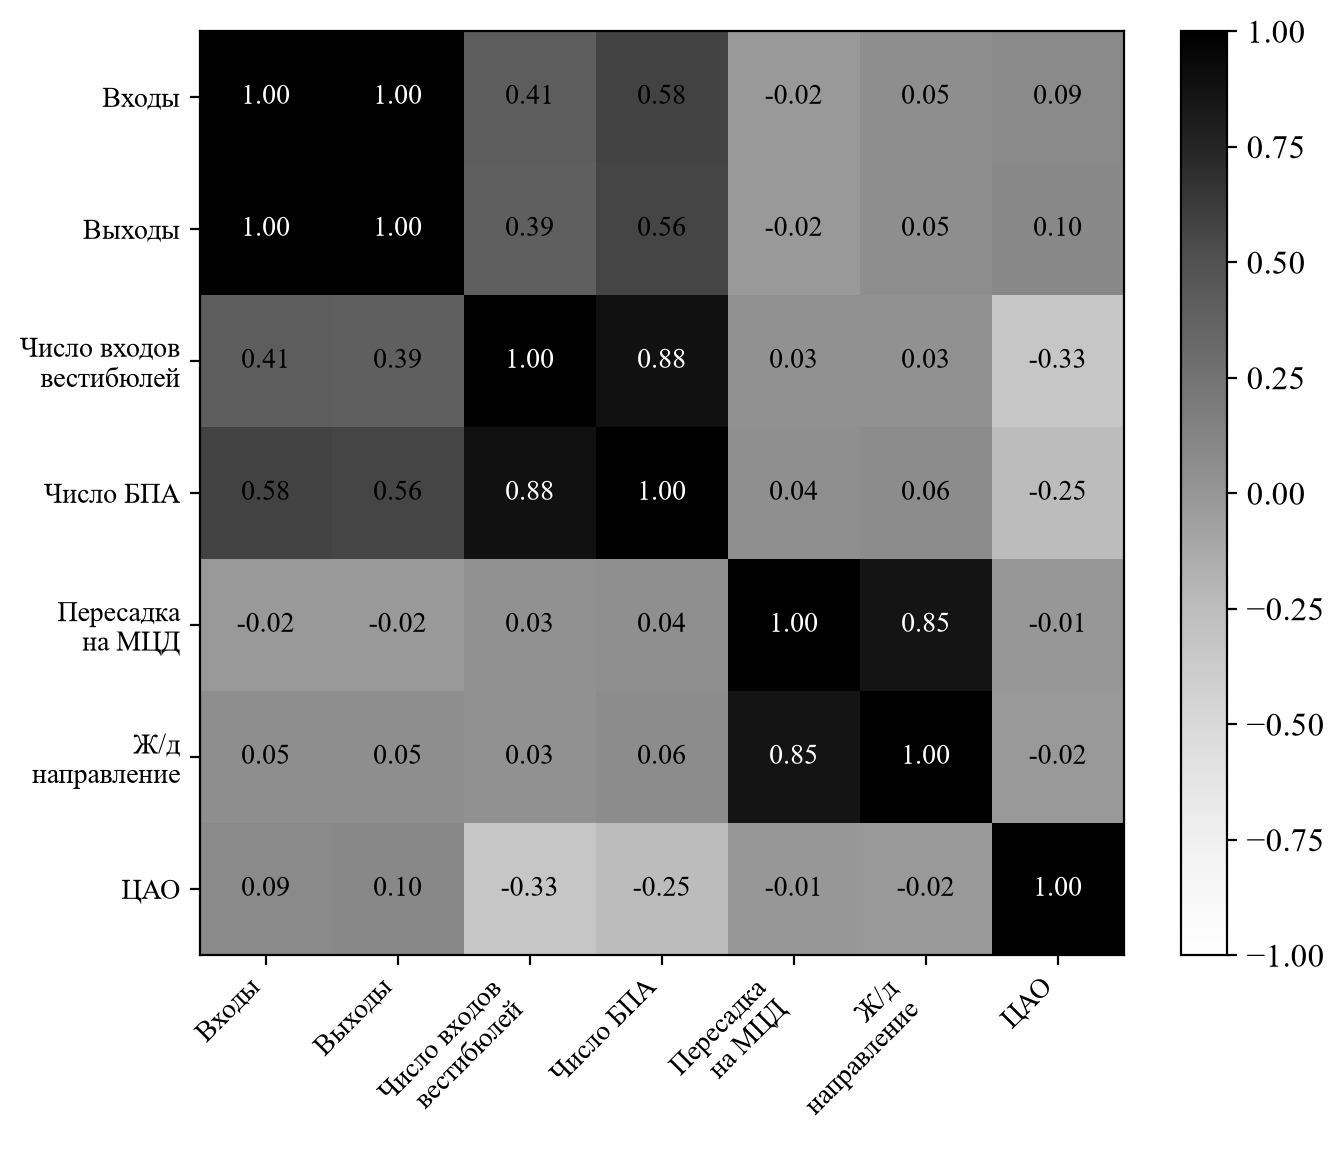 Входы 1.00 1.00 0.41 0.58 -0.02 0.05 0.09
Выходы 1.00 1.00 0.39 0.56 -0.02 0.05 0.10
Число входов
вестибюлей
0.41 0.39 1.00 0.88 0.03 0.03 -0.33
Число БПА 0.58 0.56 0.88 1.00 0.04 0.06 -0.25
Пересадка
на МЦД
-0.02 -0.02 0.03 0.04 1.00 0.85 -0.01
Ж/д
направление
0.05 0.05 0.03 0.06 0.85 1.00 -0.02
ЦАО 0.09 0.10 -0.33 -0.25 -0.01 -0.02 1.00
Входы
Выходы
Число входов
вестибюлей
Число БПА
Пересадка
на МЦД
Ж/д
направление
ЦАО
1.00
0.75
0.50
0.25
0.00
−0.25
−0.50
−0.75
−1.00